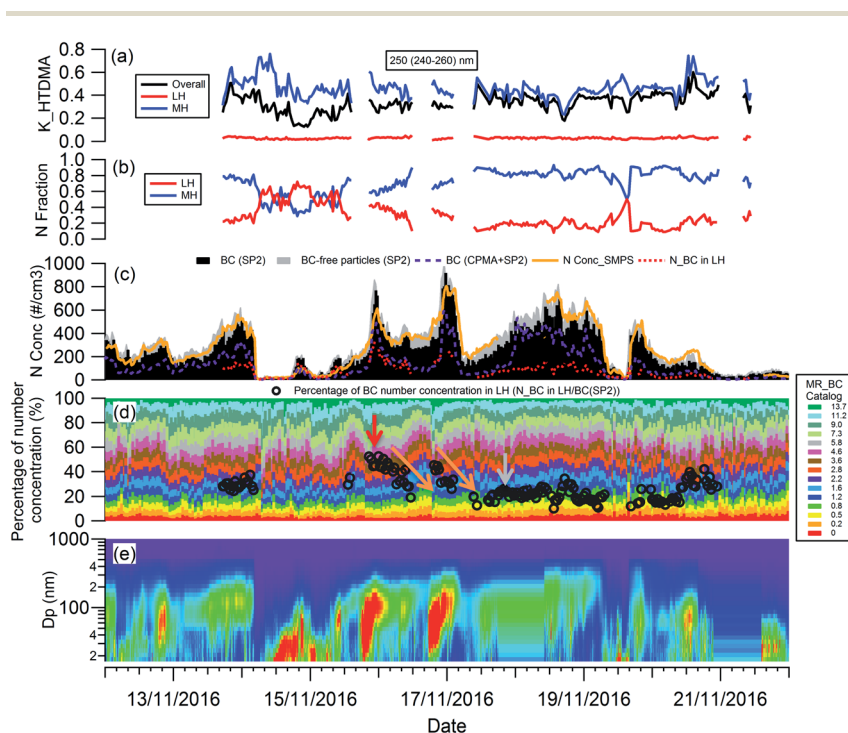 (a)
K_HTDMA
0.8
0.6
0.4
0.2
0.0
250 (240-260) nm
Overall
LH
MH
(b)
N Fraction
1.0
0.8
0.6
0.4
0.2
0.0
LH
MH
BC (SP2) BC-free particles (SP2) BC (CPMA+SP2) N Conc_SMPS N_BC in LH
(c)
N Conc (#/cm3)
1000
800
600
400
200
0
Percentage of BC number concentration in LH (N_BC in LH/BC(SP2))
(d)
Percentage of number
concentration (%)
100
80
60
40
20
0
MR_BC
Catalog
13.7
11.2
9.0
7.3
5.8
4.6
3.6
2.8
2.2
1.6
1.2
0.8
0.5
0.2
0
(e)
Dp
1000
4
2
100
4
2
13/11/2016 15/11/2016 17/11/2016 19/11/2016 21/11/2016
Date